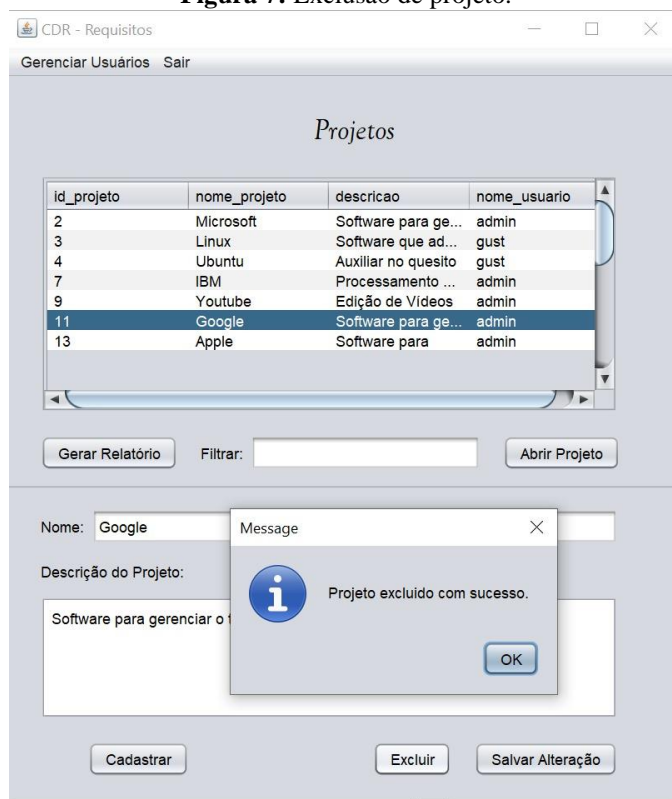 Figura 7. Exclusão de projeto.
CDR - Requisitos
Gerenciar Usuários Sair
Projetos
id_projeto nome_projeto descricao nome_usuario
2 Microsoft Software para ge... admin
3 Linux Software que ad... gust
4 Ubuntu Auxiliar no quesito gust
7 IBM Processamento ... admin
9 Youtube Edição de Vídeos admin
11 Google Software para ge... admin
13 Apple Software para admin
Gerar Relatório Filtrar: Abrir Projeto
Nome: Google
Descrição do Projeto:
Software para gerenciar o
Message
Projeto excluido com sucesso.
OK
Cadastrar Excluir Salvar Alteração